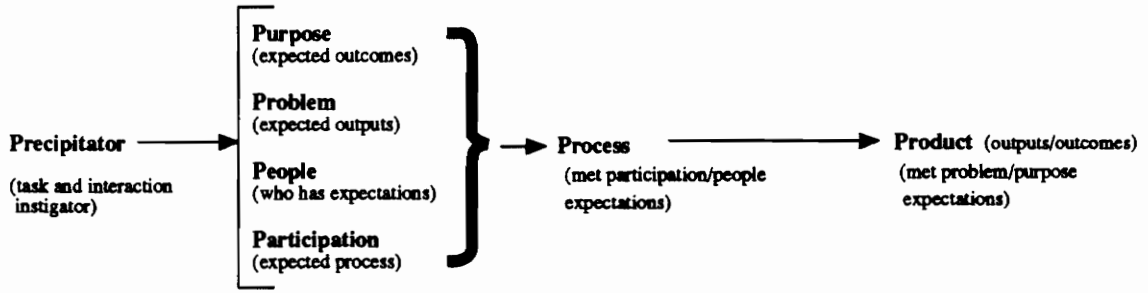 Precipitator
(task and interaction
instigator)
Purpose
(expected outcomes)
Problem
(expected outputs)
People
(who has expectations)
Participation
(expected process)
Process
(met participation/people
expectations)
Product (outputs/outcomes)
(met problem/purpose
expectations)